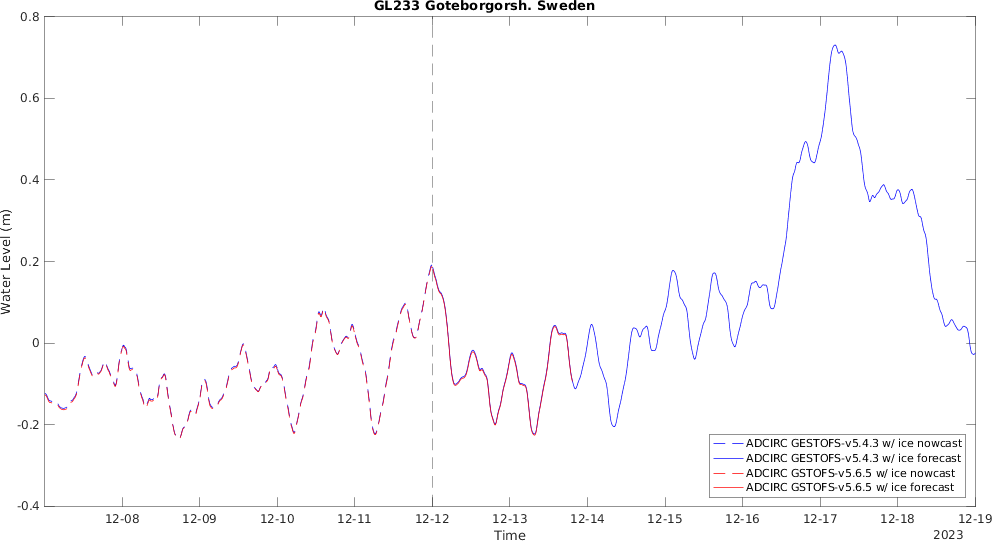 GL233 Goteborgorsh. Sweden
0.8
0.6
0.4
0.2
0
-0.2
-0.4
Water Level (m)
12-08
12-09
12-10
12-11
12-12
12-13
12-14
12-15
12-16
12-17
12-18
12-19
Time
2023
ADCIRC GESTOFS-v5.4.3 w/ ice nowcast
ADCIRC GESTOFS-v5.4.3 w/ ice forecast
ADCIRC GSTOFS-v5.6.5 w/ ice nowcast
ADCIRC GSTOFS-v5.6.5 w/ ice forecast